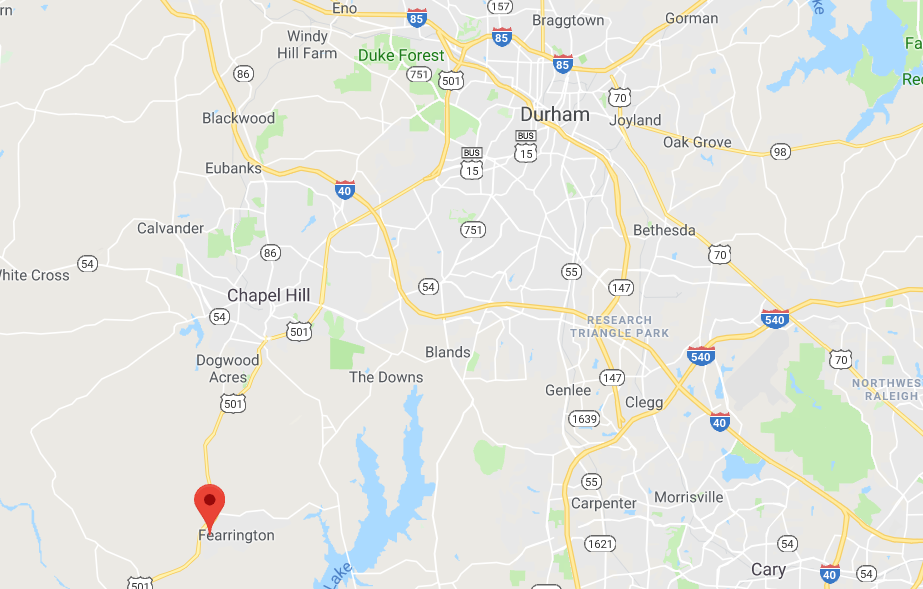 rn
Eno
85
157
Braggtown
Gorman
ke
Windy
Hill Farm
85
Duke Forest
85
Fa
Re
86
751
501
70
Blackwood
Durham
Joyland
BUS
15
BUS
15
Oak Grove
98
Eubanks
40
Calvander
751
Bethesda
86
70
54
hite Cross
55
54
147
Chapel Hill
54
501
RESEARCH
TRIANGLE PARK
540
540
Blands
Dogwood
Acres
The Downs
70
147
Genlee
NORTHWES
RALEIGH
501
Clegg
1639
40
55
Carpenter
Morrisville
Fearrington
1621
54
Cary
Lake
501
40
54